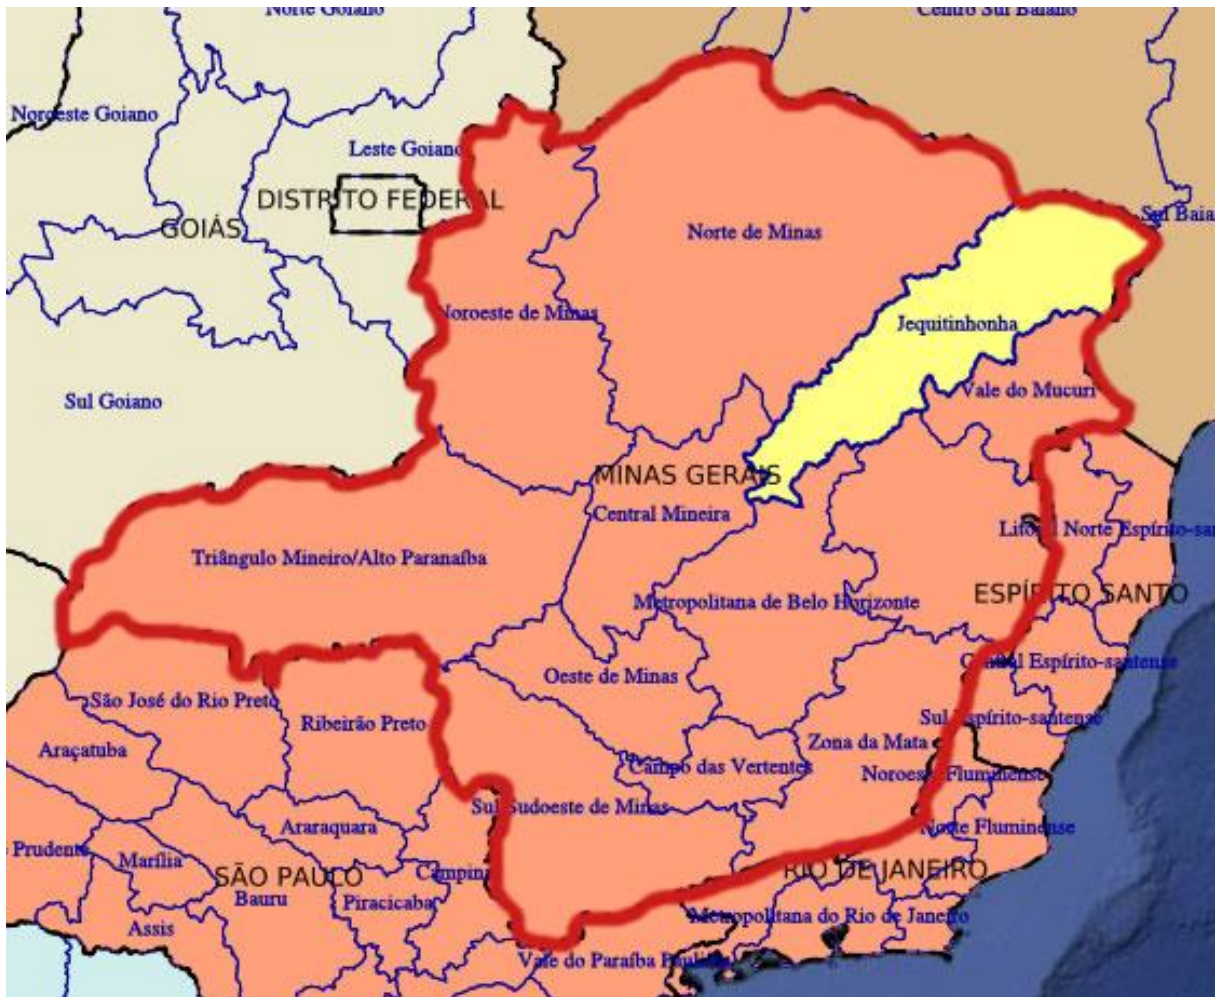 Norte Goiano
Centro Sul Baiano
Noroeste Goiano
Leste Goiano
DISTRITO FEDERAL
GOIÁS
Sul Baia
Norte de Minas
Noroeste de Minas
Jequitinhonha
Sul Goiano
Vale do Mucuri
MINAS GERAIS
Central Mineira
Litoral Norte Espírito-san
Triângulo Mineiro/Alto Paranaíba
ESPÍRITO SANTO
Metropolitana de Belo Horizonte
Central Espírito-santense
Oeste de Minas
São José do Rio Preto
Ribeirão Preto
Sul Espírito-santense
Araçatuba
Zona da Mata
Campo das Vertentes
Noroeste Fluminense
Sul/Sudoeste de Minas
Araraquara
Norte Fluminense
Prudente
Marília
Campina
RIO DE JANEIRO
SÃO PAULO
Bauru
Piracicaba
Metropolitana do Rio de Janeiro
Assis
Vale do Paraíba Paulista